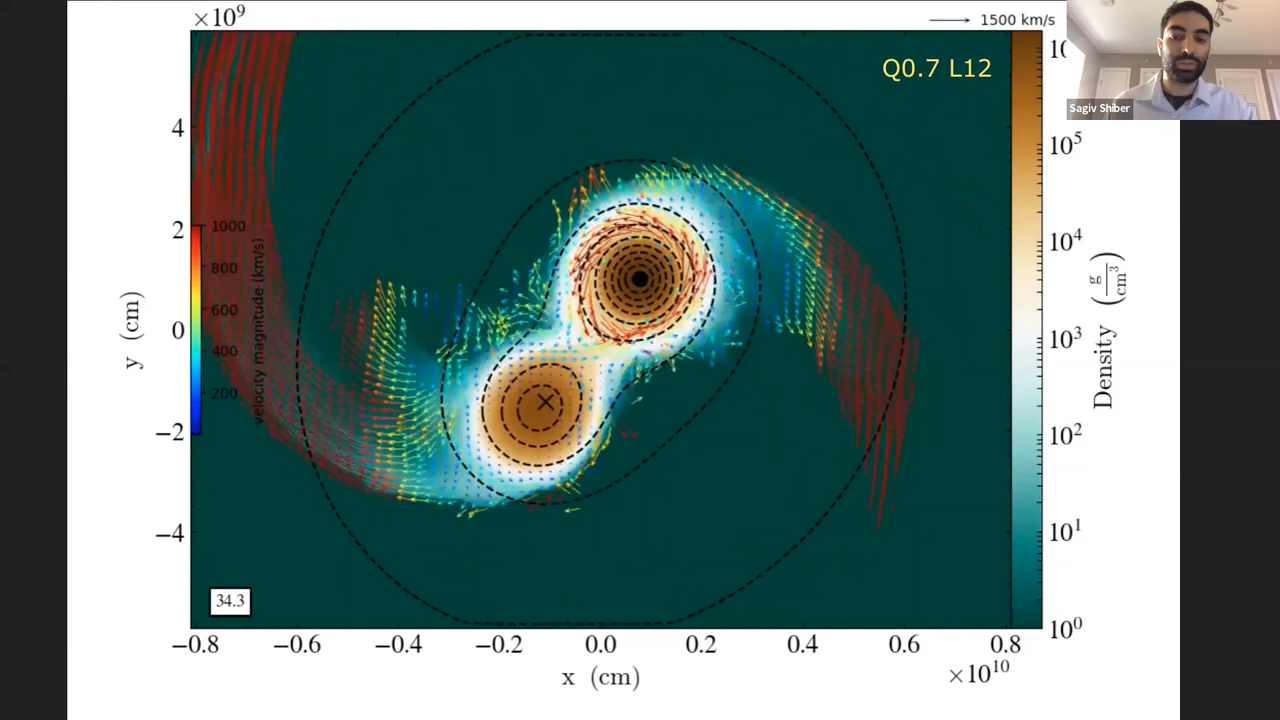 ×10⁹
1500 km/s
Q0.7 L12
Sagiv Shiber
4
2
0
−2
−4
y (cm)
1000
800
600
400
200
velocity magnitude (km/s)
34.3
−0.8 −0.6 −0.4 −0.2 0.0 0.2 0.4 0.6 0.8
x (cm)
×10¹⁰
10⁵
10⁴
10³
10²
10¹
10⁰
Density (g/cm³)